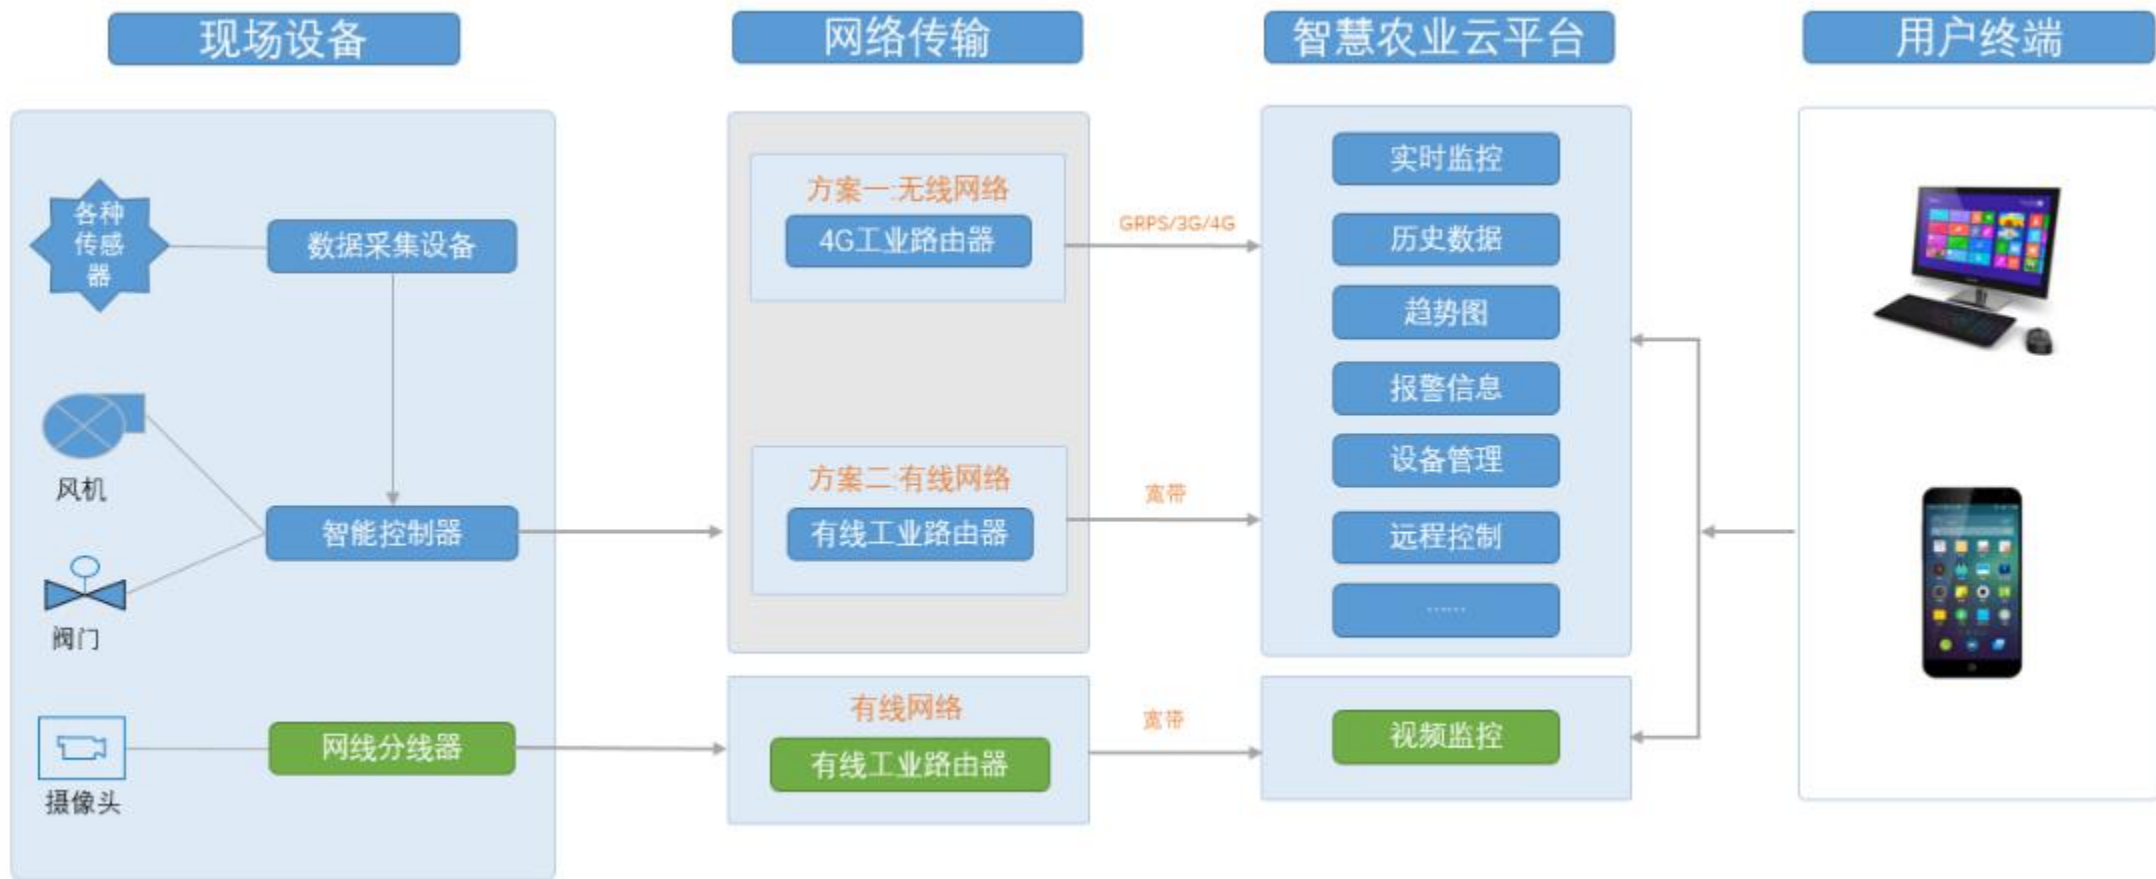 现场设备
网络传输
智慧农业云平台
用户终端
各种
传感
器
数据采集设备
风机
智能控制器
阀门
网线分线器
摄像头
方案一:无线网络
4G工业路由器
GRPS/3G/4G
方案二:有线网络
有线工业路由器
宽带
有线网络
有线工业路由器
宽带
实时监控
历史数据
趋势图
报警信息
设备管理
远程控制
······
视频监控